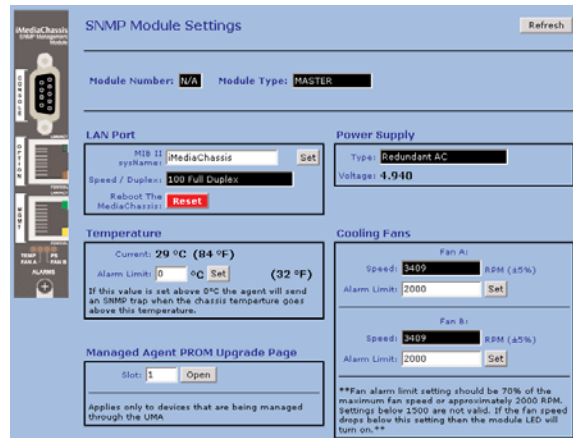 iMediaChassis
SNMP Management
Module
SNMP Module Settings
Refresh
Module Number: N/A Module Type: MASTER
CONSOLE
OPTION
MGMT
TEMP PS
FAN A FAN B
ALARMS
LAN Port
MIB II
sysName: iMediaChassis Set
Speed / Duplex: 100 Full Duplex
Reboot The
MediaChassis: Reset
Power Supply
Type: Redundant AC
Voltage: 4.940
Temperature
Current: 29 ºC (84 ºF)
Alarm Limit: 0 ºC Set (32 ºF)
If this value is set above 0ºC the agent will send
an SNMP trap when the chassis temperture goes
above this temperature.
Managed Agent PROM Upgrade Page
Slot: 1 Open
Applies only to devices that are being managed
through the UMA
Cooling Fans
Fan A:
Speed: 3409 RPM (±5%)
Alarm Limit: 2000 Set
Fan B:
Speed: 3409 RPM (±5%)
Alarm Limit: 2000 Set
**Fan alarm limit setting should be 70% of the
maximum fan speed or approximately 2000 RPM.
Settings below 1500 are not valid. If the fan speed
drops below this setting then the module LED will
turn on.**